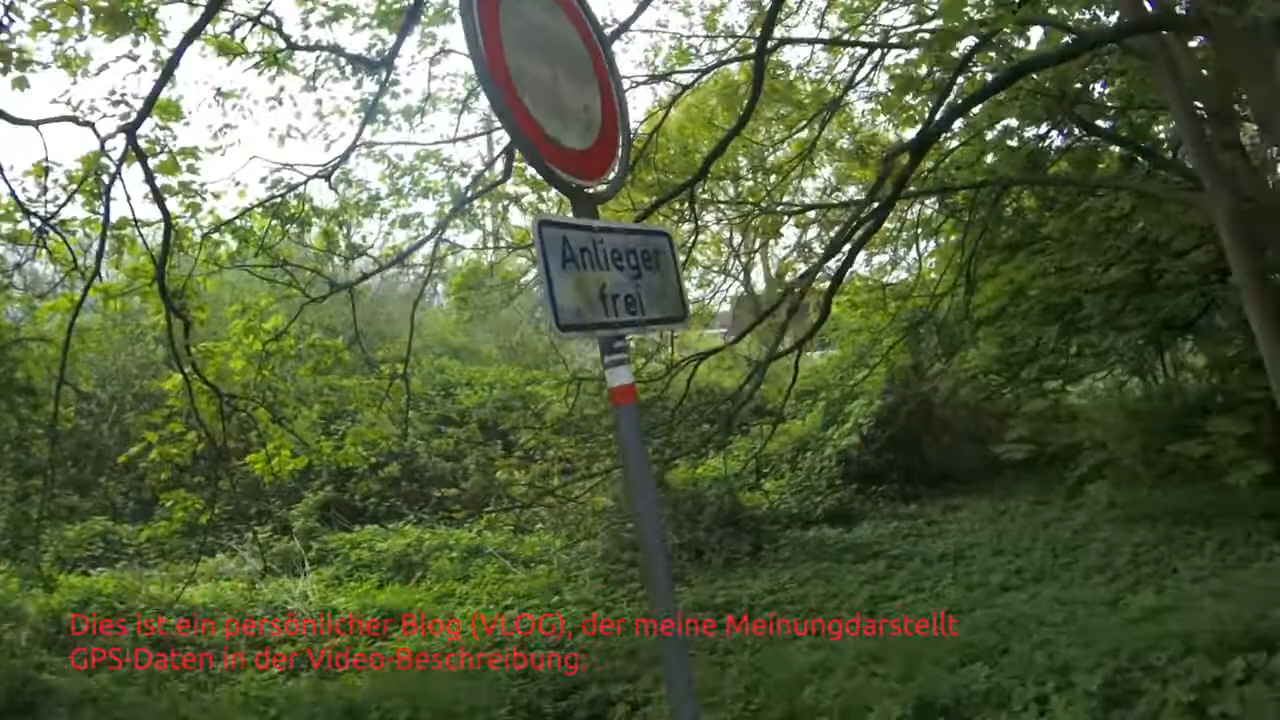 Anlieger
frei
Dies ist ein persönlicher Blog (VLOG), der meine Meinungdarstellt
GPS-Daten in der Video-Beschreibung: